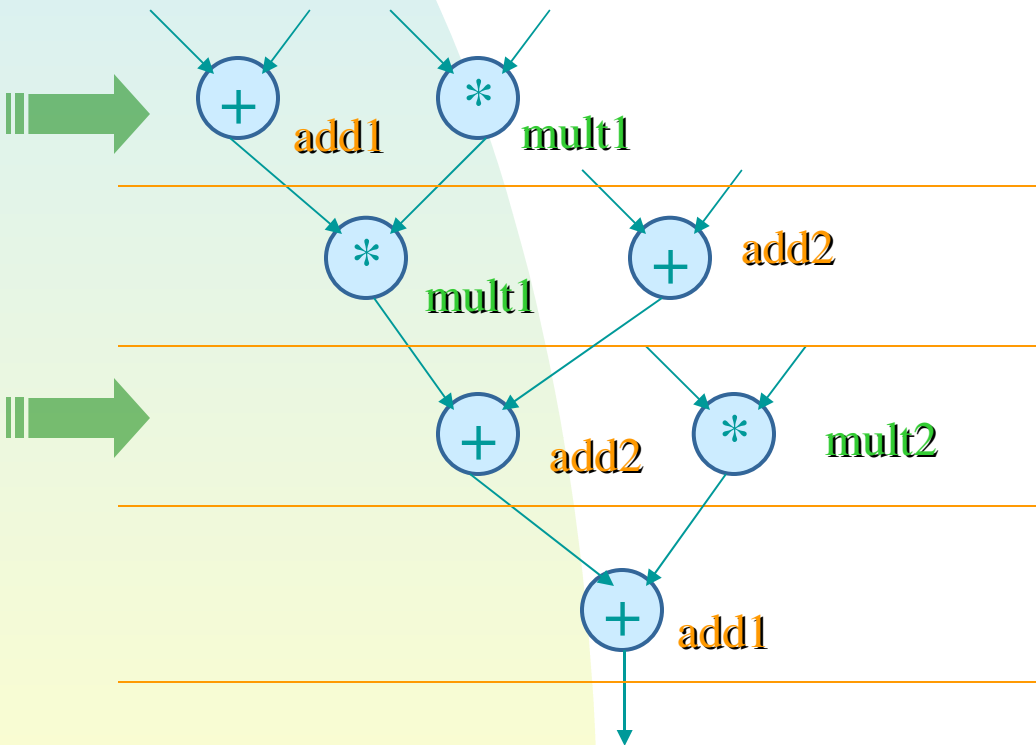 +
*
add1
mult1
*
+
add2
mult1
+
*
add2
mult2
+
add1